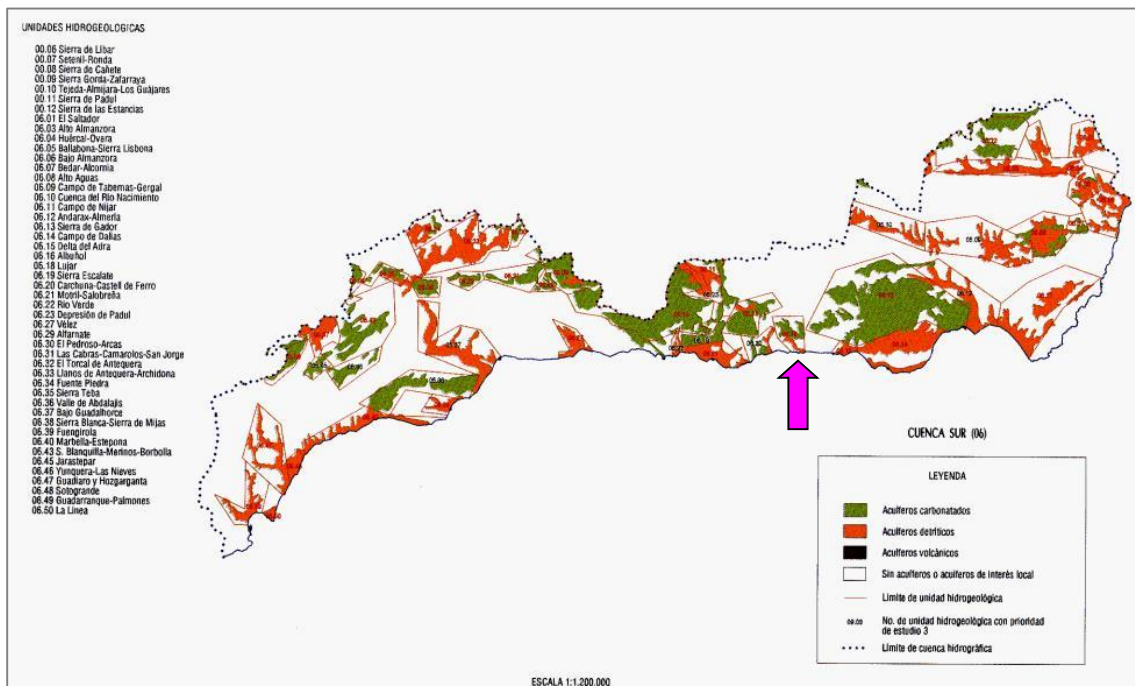 UNIDADES HIDROGEOLOGICAS
00.06 Sierra de Líbar
00.07 Setenil-Ronda
00.08 Sierra de Cañete
00.09 Sierra Gorda-Zafarraya
00.10 Tejeda-Almijara-Los Guájares
00.11 Sierra de Padul
00.12 Sierra de las Estancias
06.01 El Saltador
06.03 Alto Almanzora
06.04 Huércal-Overa
06.05 Ballabona-Sierra Lisbona
06.06 Bajo Almanzora
06.07 Bedar-Alcornia
06.08 Alto Aguas
06.09 Campo de Tabernas-Gergal
06.10 Cuenca del Río Nacimiento
06.11 Campo de Níjar
06.12 Andarax-Almería
06.13 Sierra de Gador
06.14 Campo de Dalías
06.15 Delta del Adra
06.16 Albuñol
06.18 Lujar
06.19 Sierra Escalate
06.20 Carchuna-Castell de Ferro
06.21 Motril-Salobreña
06.22 Río Verde
06.23 Depresión de Padul
06.27 Vélez
06.29 Alfarnate
06.30 El Pedroso-Arcas
06.31 Las Cabras-Camarolos-San Jorge
06.32 El Torcal de Antequera
06.33 Llanos de Antequera-Archidona
06.34 Fuente Piedra
06.35 Sierra Teba
06.36 Valle de Abdalajis
06.37 Bajo Guadalhorce
06.38 Sierra Blanca-Sierra de Mijas
06.39 Fuengirola
06.40 Marbella-Estepona
06.43 S. Blanquilla-Merinos-Borbolla
06.45 Jarastepar
06.46 Yunquera-Las Nieves
06.47 Guadiaro y Hozgarganta
06.48 Sotogrande
06.49 Guadarranque-Palmones
06.50 La Línea
CUENCA SUR (06)
LEYENDA
Acuíferos carbonatados
Acuíferos detríticos
Acuíferos volcánicos
Sin acuíferos o acuíferos de interés local
Límite de unidad hidrogeológica
09.03 No. de unidad hidrogeológica con prioridad
de estudio 3
Límite de cuenca hidrográfica
ESCALA 1:1.200.000